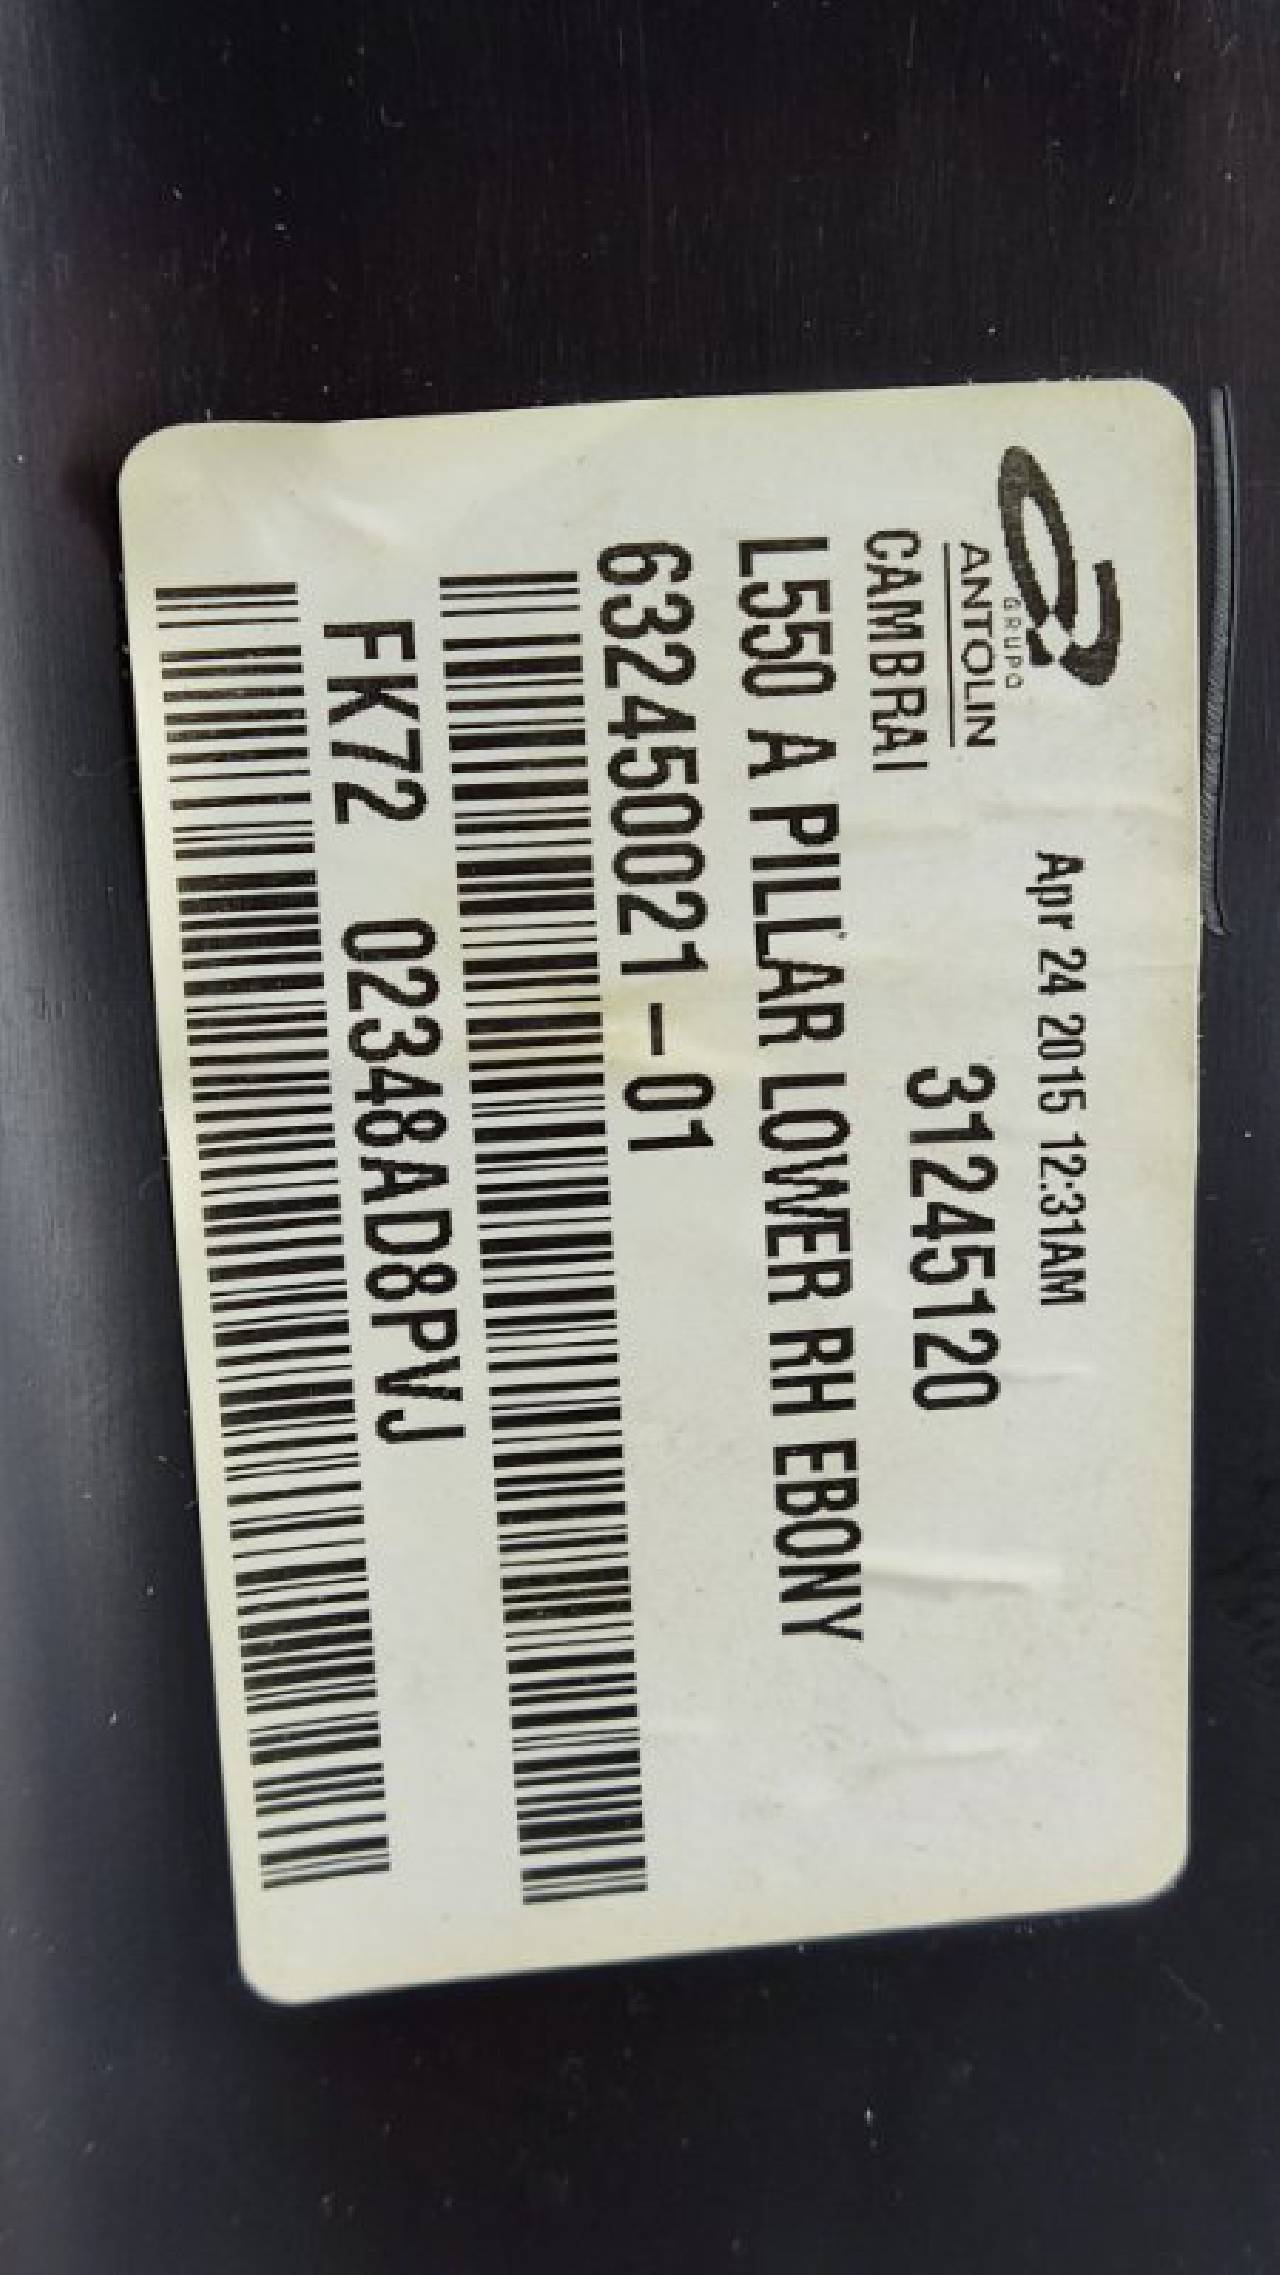 GRUPO
ANTOLIN
Apr 24 2015 12:31AM
CAMBRAI
31245120
L550 A PILLAR LOWER RH EBONY
632450021-01
FK72 02348AD8PVJ